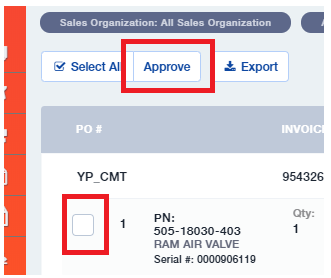 Sales Organization: All Sales Organization
Select All Approve Export
PO # INVOIC
YP_CMT 954326
1 PN: Qty:
505-18030-403 1
RAM AIR VALVE
Serial #: 0000906119